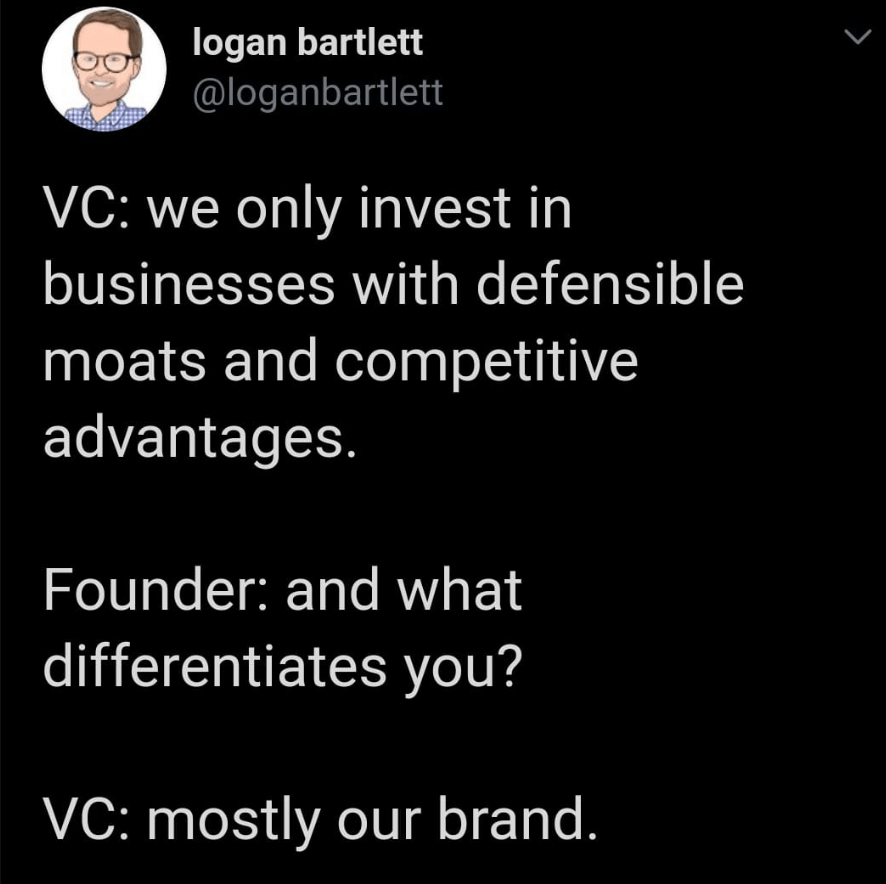 logan bartlett
@loganbartlett
VC: we only invest in
businesses with defensible
moats and competitive
advantages.
Founder: and what
differentiates you?
VC: mostly our brand.